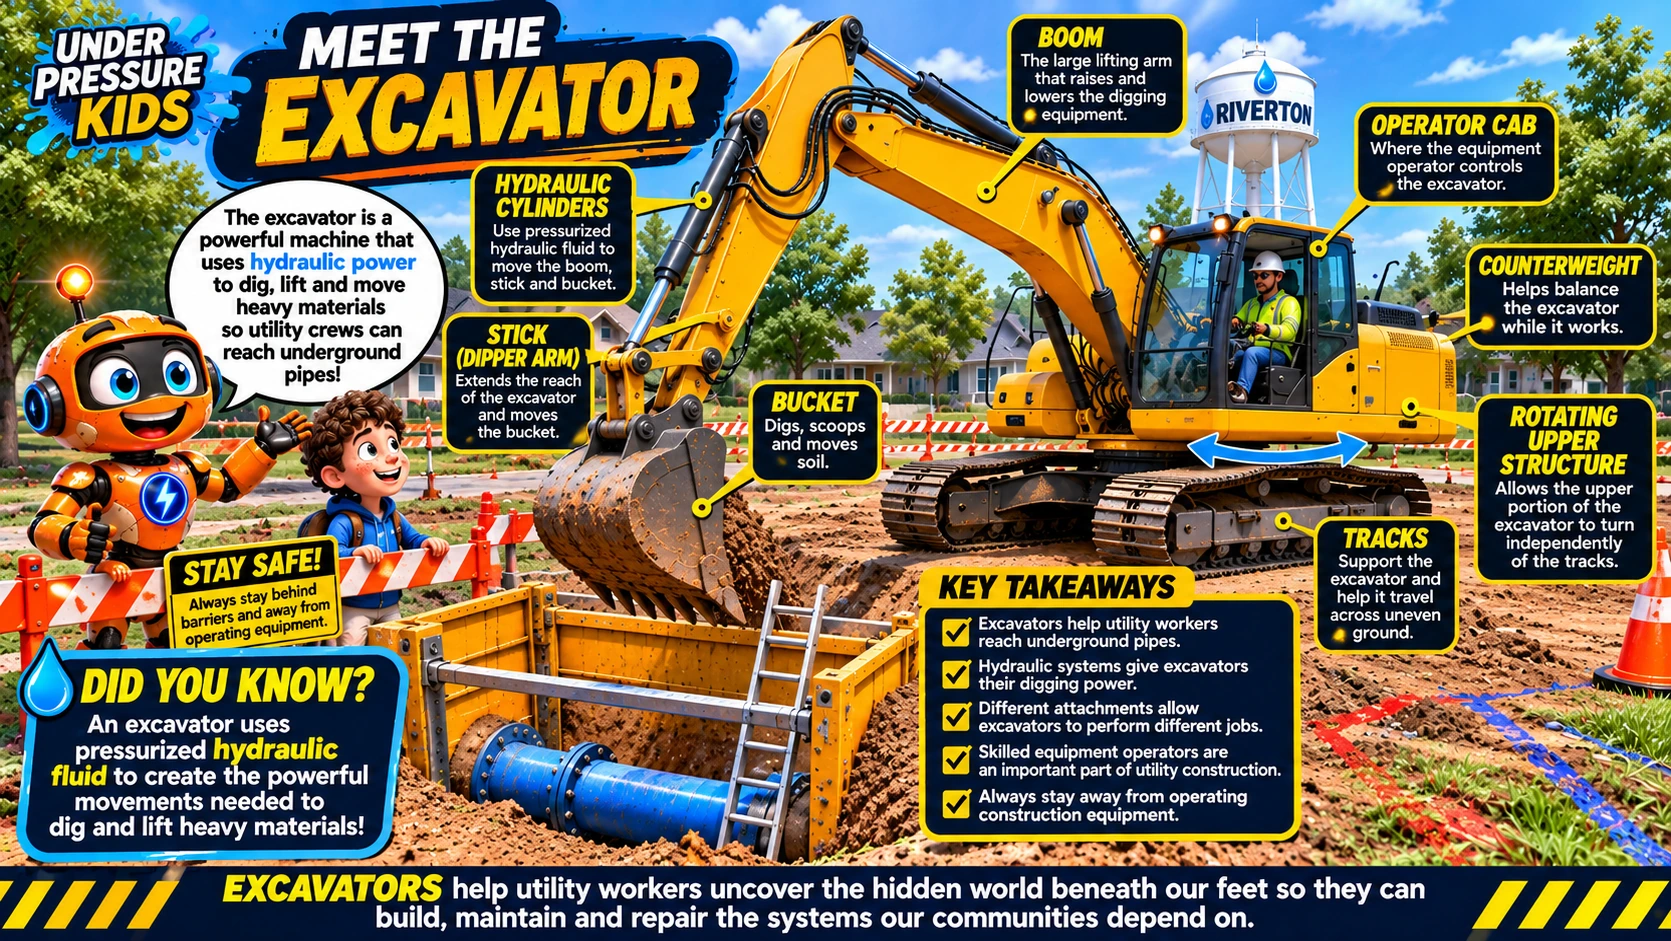 UNDER
PRESSURE
KIDS
MEET THE
EXCAVATOR
The excavator is a
powerful machine that
uses hydraulic power
to dig, lift and move
heavy materials
so utility crews can
reach underground
pipes!
HYDRAULIC
CYLINDERS
Use pressurized
hydraulic fluid to
move the boom,
stick and bucket.
STICK
(DIPPER ARM)
Extends the reach
of the excavator
and moves
the bucket.
BUCKET
Digs, scoops
and moves
soil.
BOOM
The large lifting arm
that raises and
lowers the digging
equipment.
RIVERTON
OPERATOR CAB
Where the equipment
operator controls
the excavator.
COUNTERWEIGHT
Helps balance
the excavator
while it works.
ROTATING
UPPER
STRUCTURE
Allows the upper
portion of the
excavator to turn
independently
of the tracks.
TRACKS
Support the
excavator and
help it travel
across uneven
ground.
STAY SAFE!
Always stay behind
barriers and away from
operating equipment.
DID YOU KNOW?
An excavator uses
pressurized hydraulic
fluid to create the powerful
movements needed to
dig and lift heavy materials!
KEY TAKEAWAYS
Excavators help utility workers
reach underground pipes.
Hydraulic systems give excavators
their digging power.
Different attachments allow
excavators to perform different jobs.
Skilled equipment operators are
an important part of utility construction.
Always stay away from operating
construction equipment.
EXCAVATORS help utility workers uncover the hidden world beneath our feet so they can
build, maintain and repair the systems our communities depend on.